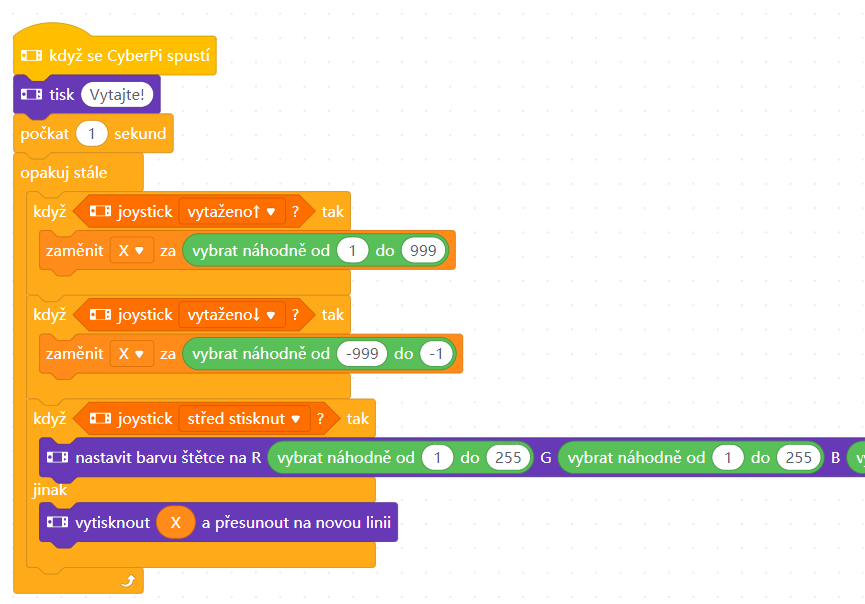 když se CyberPi spustí
tisk Vytajte!
počkat 1 sekund
opakuj stále
když joystick vytaženo↑ ? tak
zaměnit X za vybrat náhodně od 1 do 999
když joystick vytaženo↓ ? tak
zaměnit X za vybrat náhodně od -999 do -1
když joystick střed stisknut ? tak
nastavit barvu štětce na R vybrat náhodně od 1 do 255 G vybrat náhodně od 1 do 255 B
jinak
vytisknout X a přesunout na novou linii